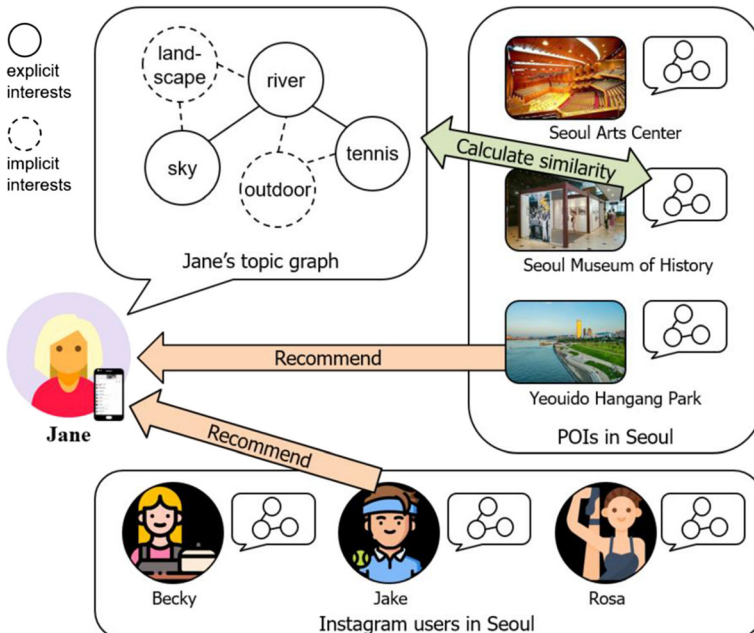 explicit
interests
implicit
interests
land-
scape
river
sky
outdoor
tennis
Jane's topic graph
Calculate similarity
Seoul Arts Center
Seoul Museum of History
Yeouido Hangang Park
POIs in Seoul
Recommend
Jane
Recommend
Becky
Jake
Rosa
Instagram users in Seoul